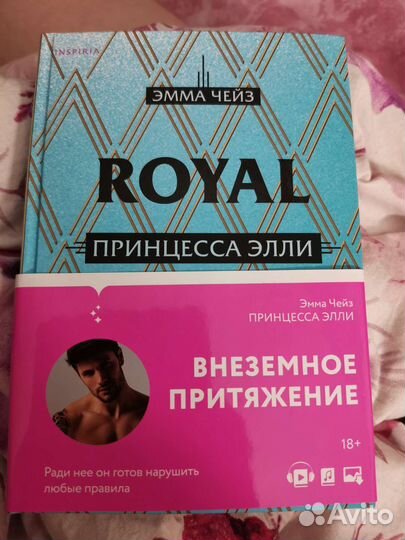 INSPIRIA
ЭММА ЧЕЙЗ
ROYAL
ПРИНЦЕССА ЭЛЛИ
Эмма Чейз
ПРИНЦЕССА ЭЛЛИ
ВНЕЗЕМНОЕ
ПРИТЯЖЕНИЕ
18+
Ради нее он готов нарушить
любые правила
Avito